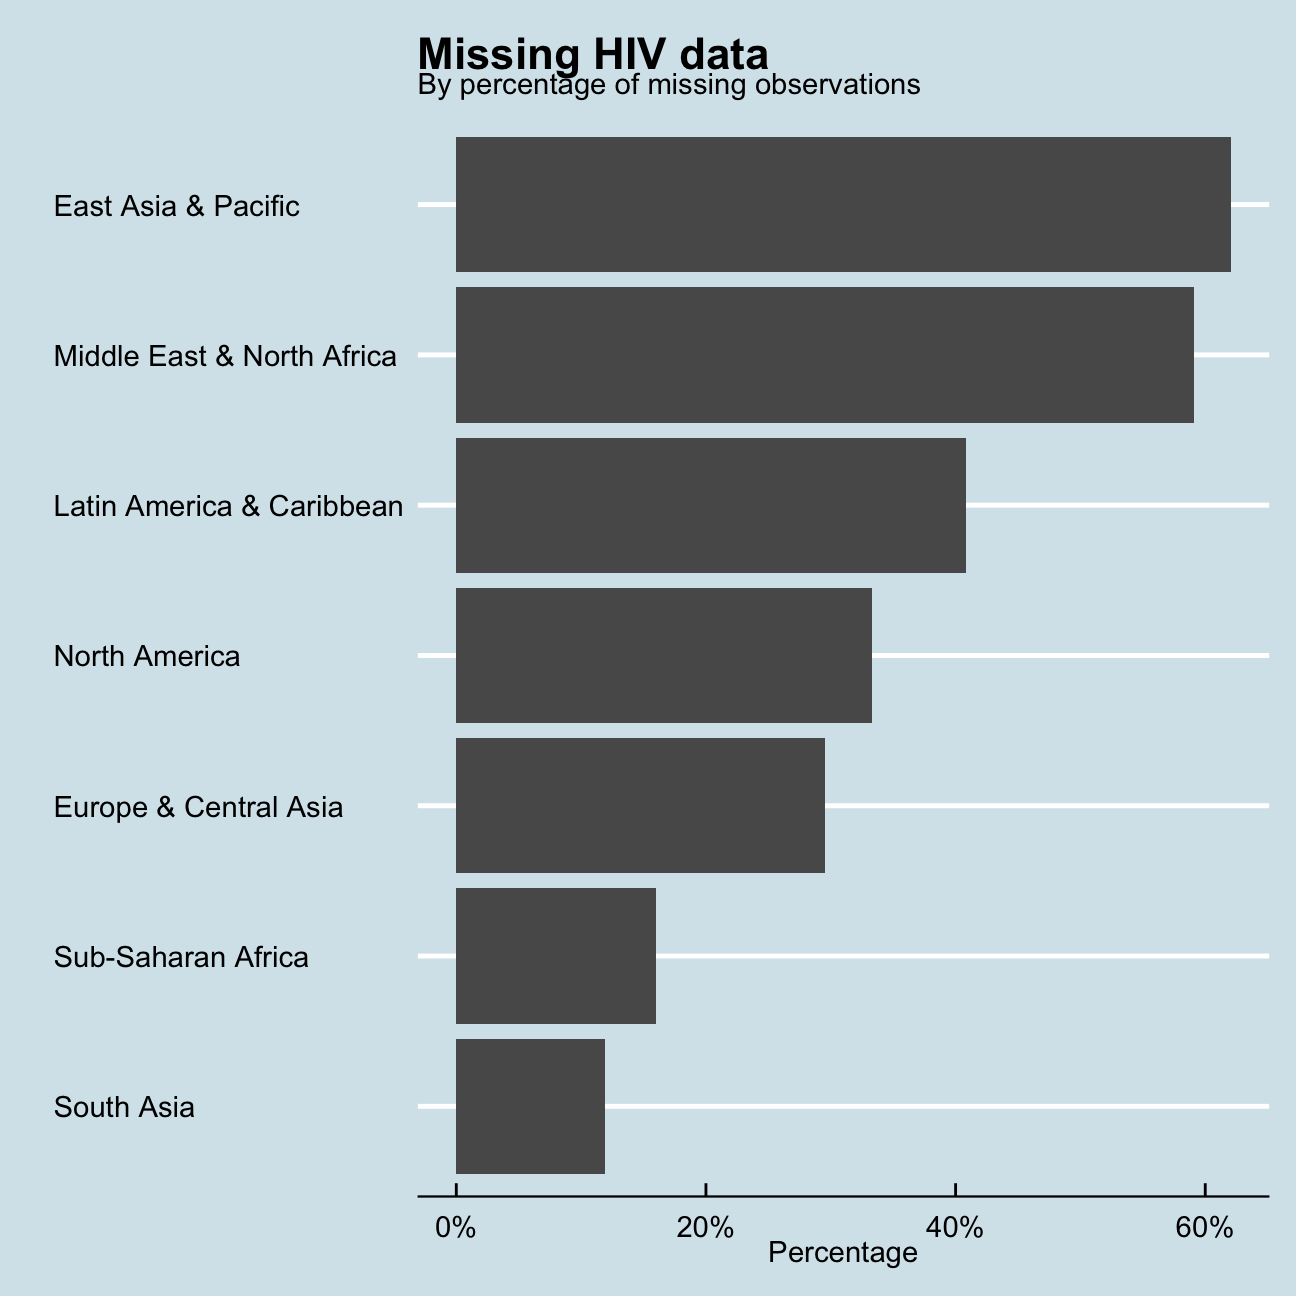 Missing HIV data
By percentage of missing observations
East Asia & Pacific
Middle East & North Africa
Latin America & Caribbean
North America
Europe & Central Asia
Sub-Saharan Africa
South Asia
0% 20% 40% 60%
Percentage